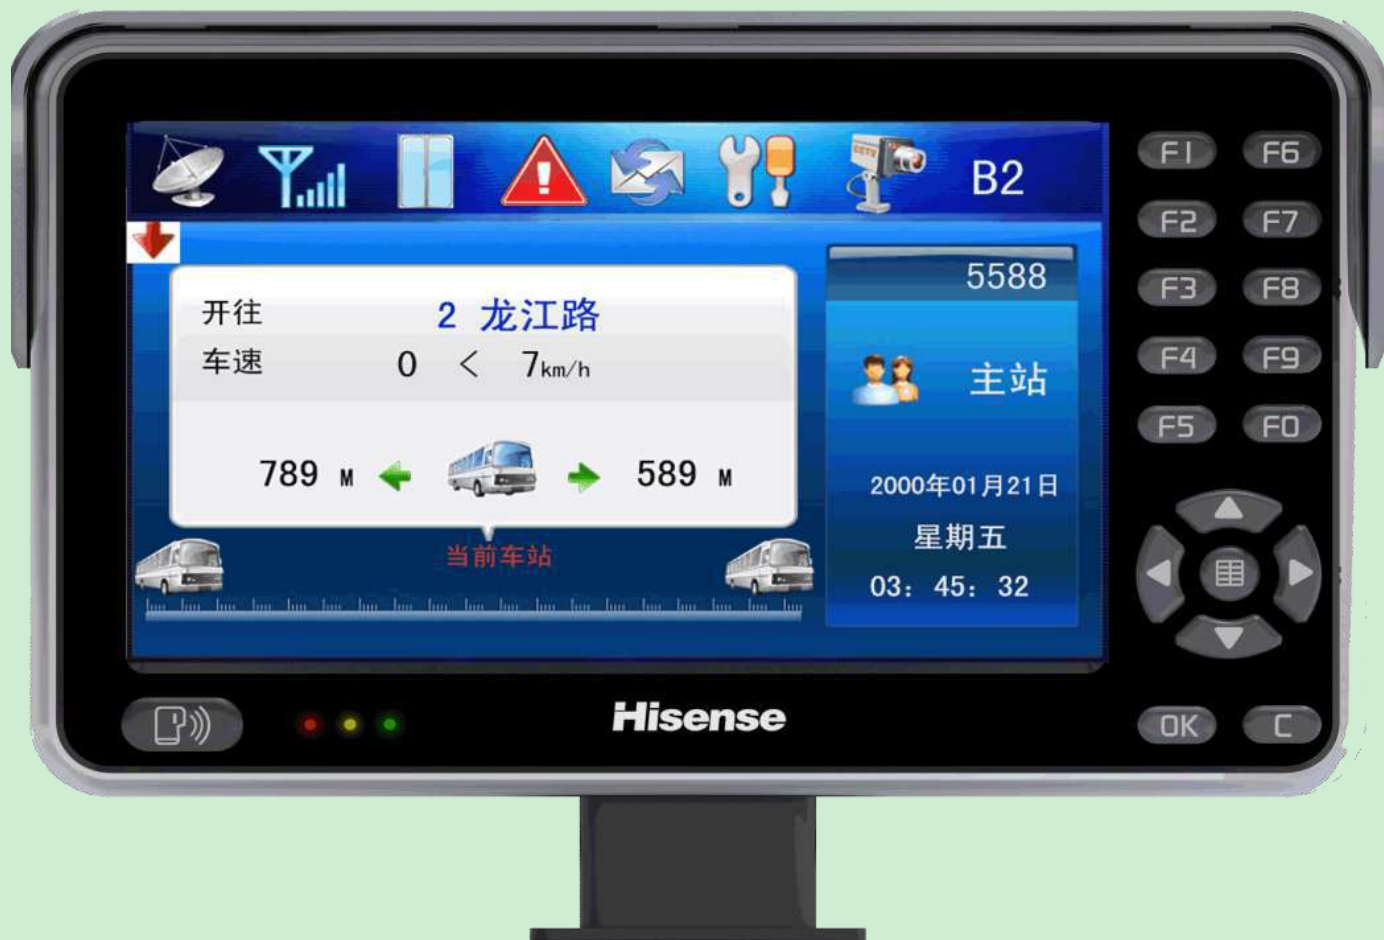 B2
开往 2 龙江路
车速 0 < 7km/h
789 M 589 M
当前车站
5588
主站
2000年01月21日
星期五
03: 45: 32
F1 F6
F2 F7
F3 F8
F4 F9
F5 F0
OK C
Hisense
CCTV